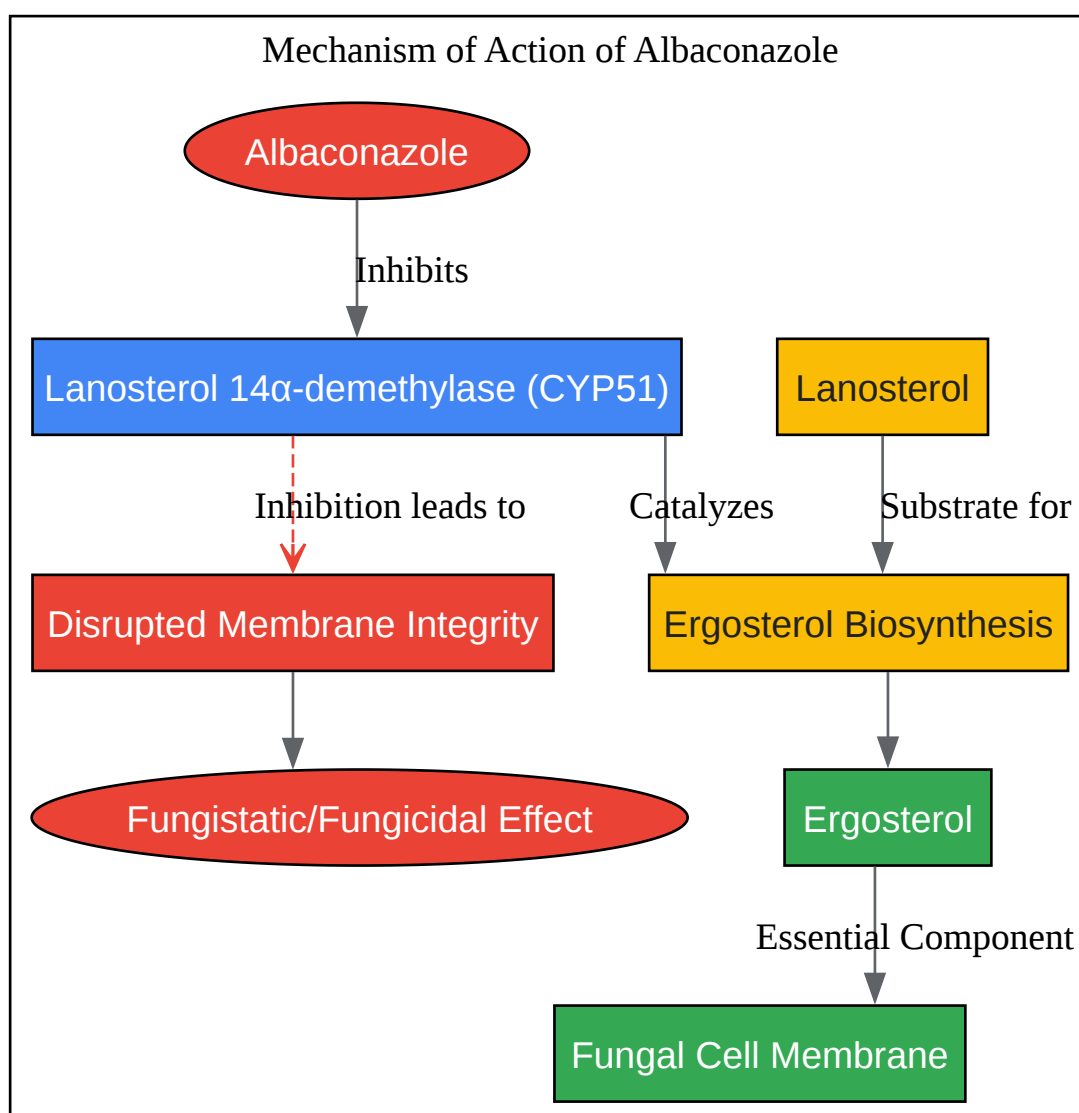 Mechanism of Action of Albaconazole
Albaconazole
Inhibits
Lanosterol 14α-demethylase (CYP51)
Lanosterol
Inhibition leads to
Catalyzes
Substrate for
Disrupted Membrane Integrity
Ergosterol Biosynthesis
Fungistatic/Fungicidal Effect
Ergosterol
Essential Component
Fungal Cell Membrane